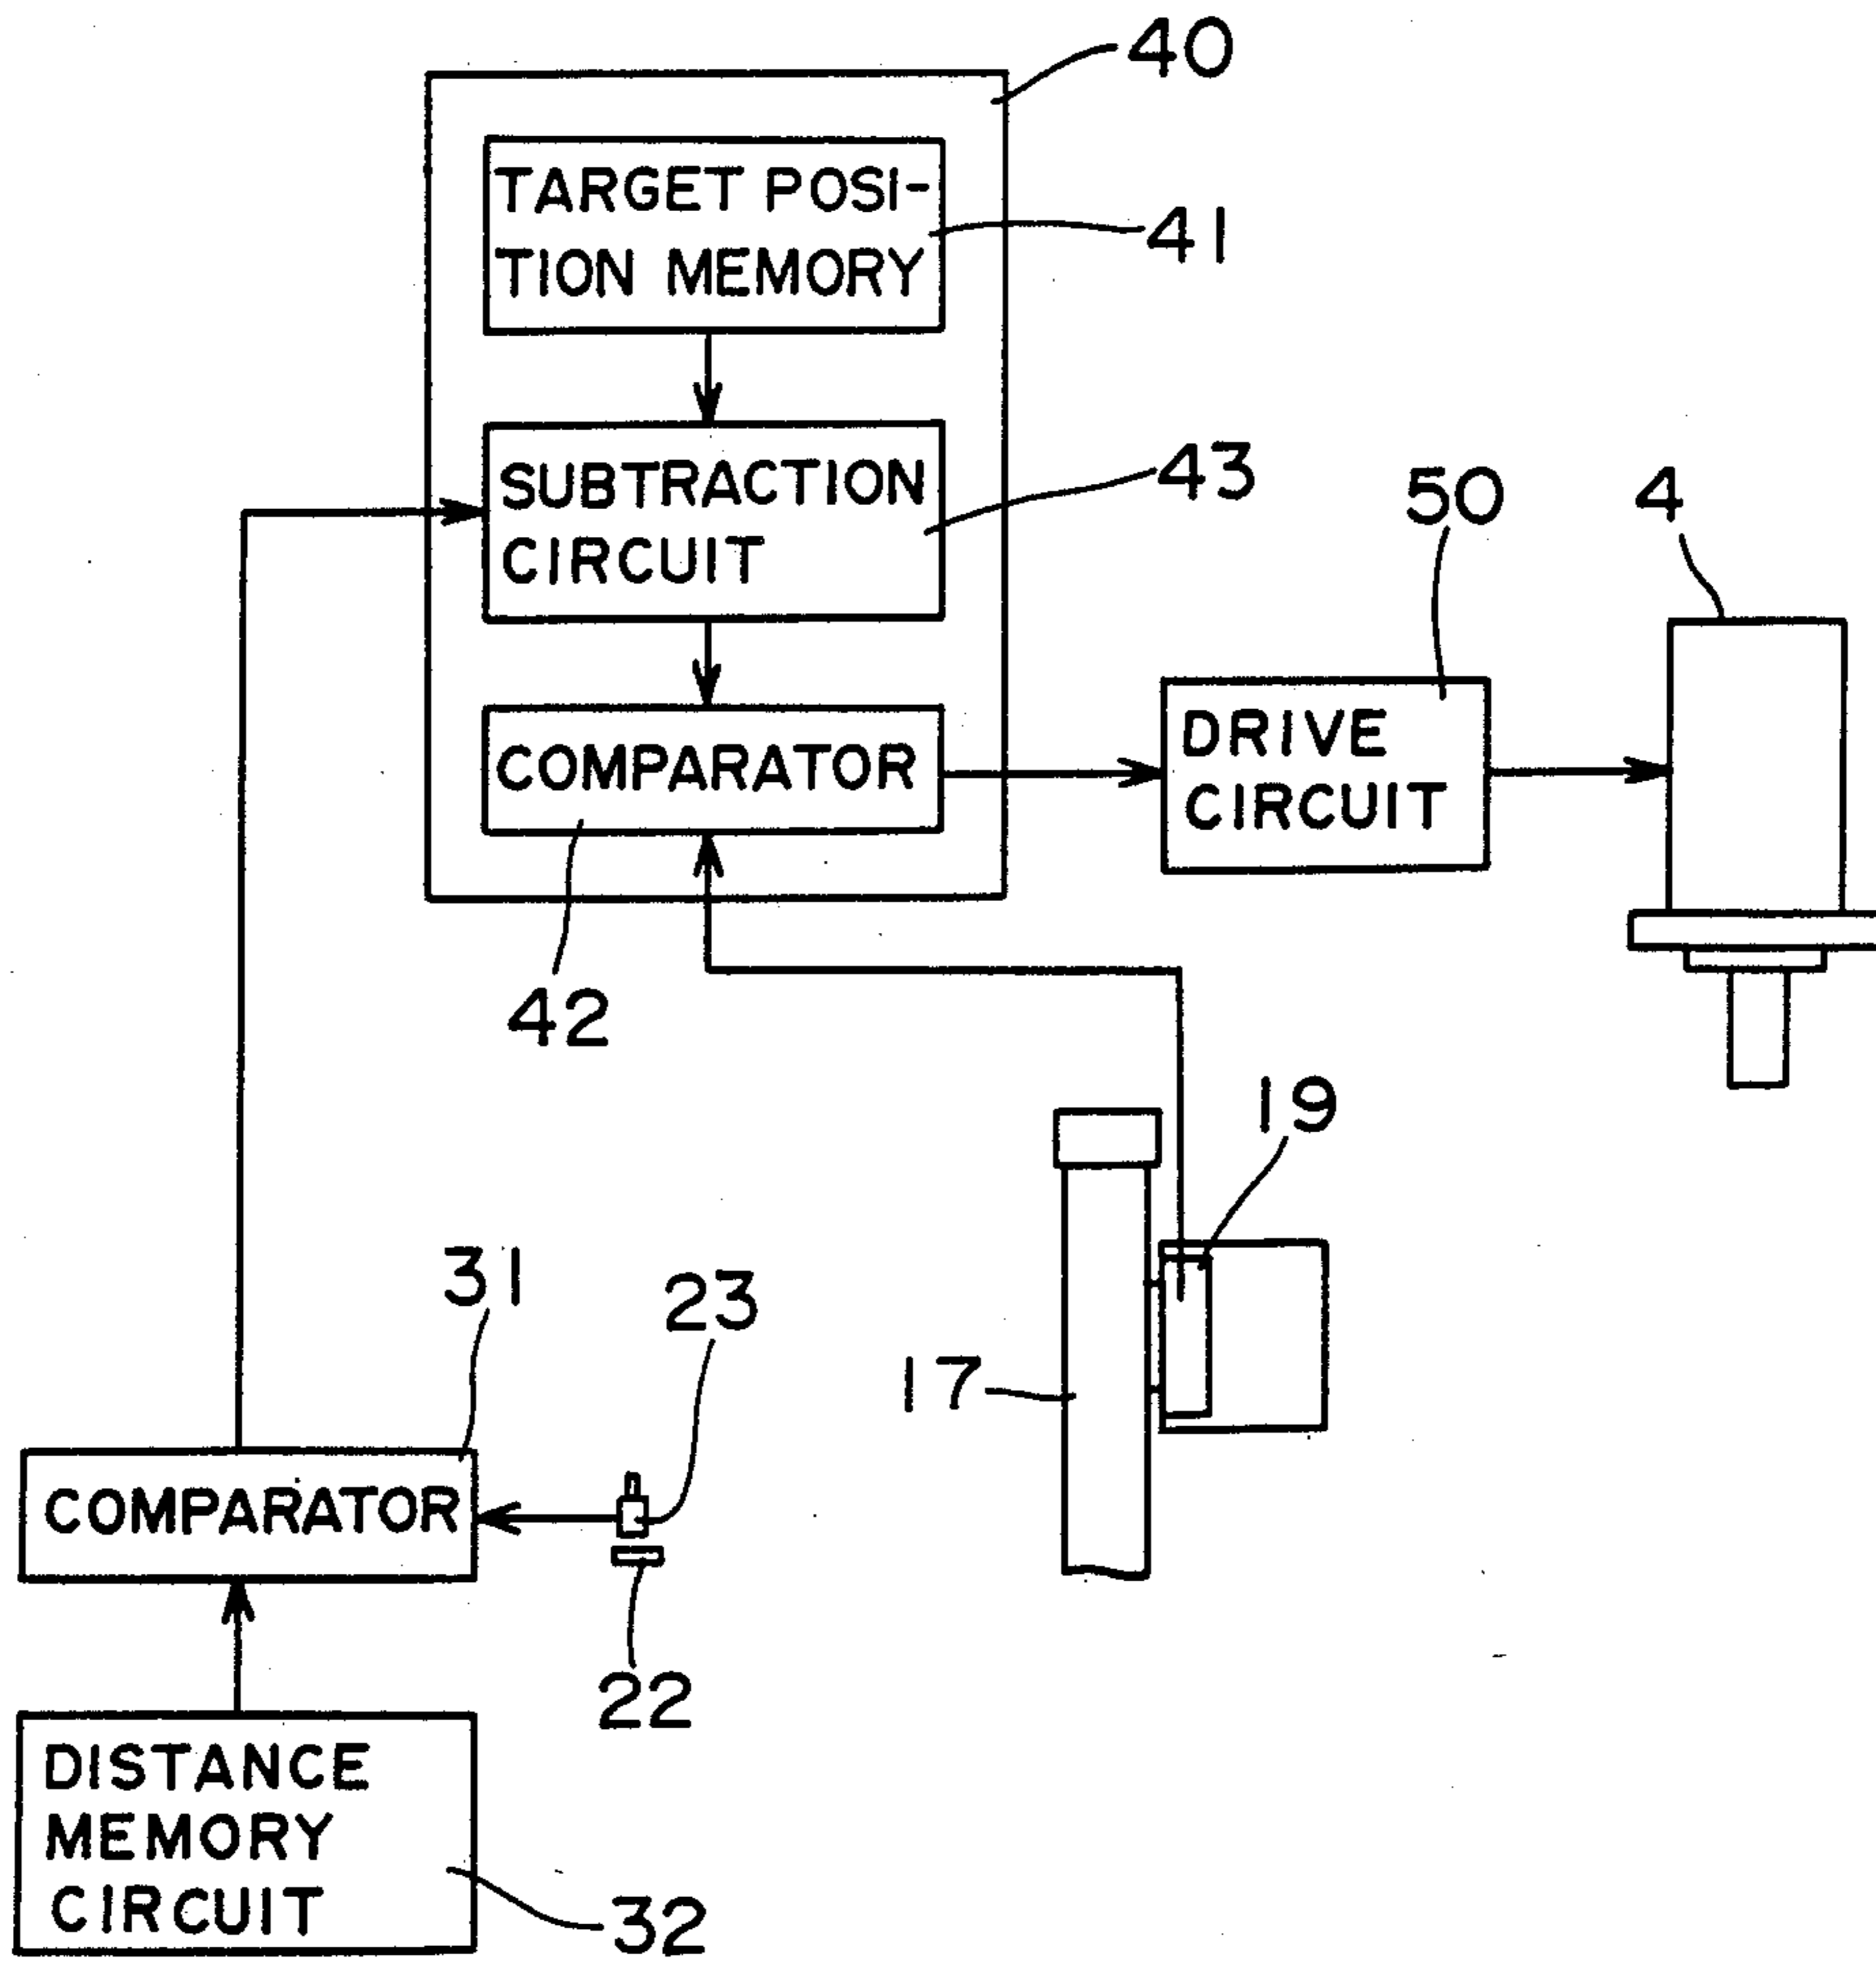 40
TARGET POSI-
TION MEMORY
41
SUBTRACTION
CIRCUIT
43
50
4
COMPARATOR
DRIVE
CIRCUIT
42
19
31
23
17
COMPARATOR
22
DISTANCE
MEMORY
CIRCUIT
32